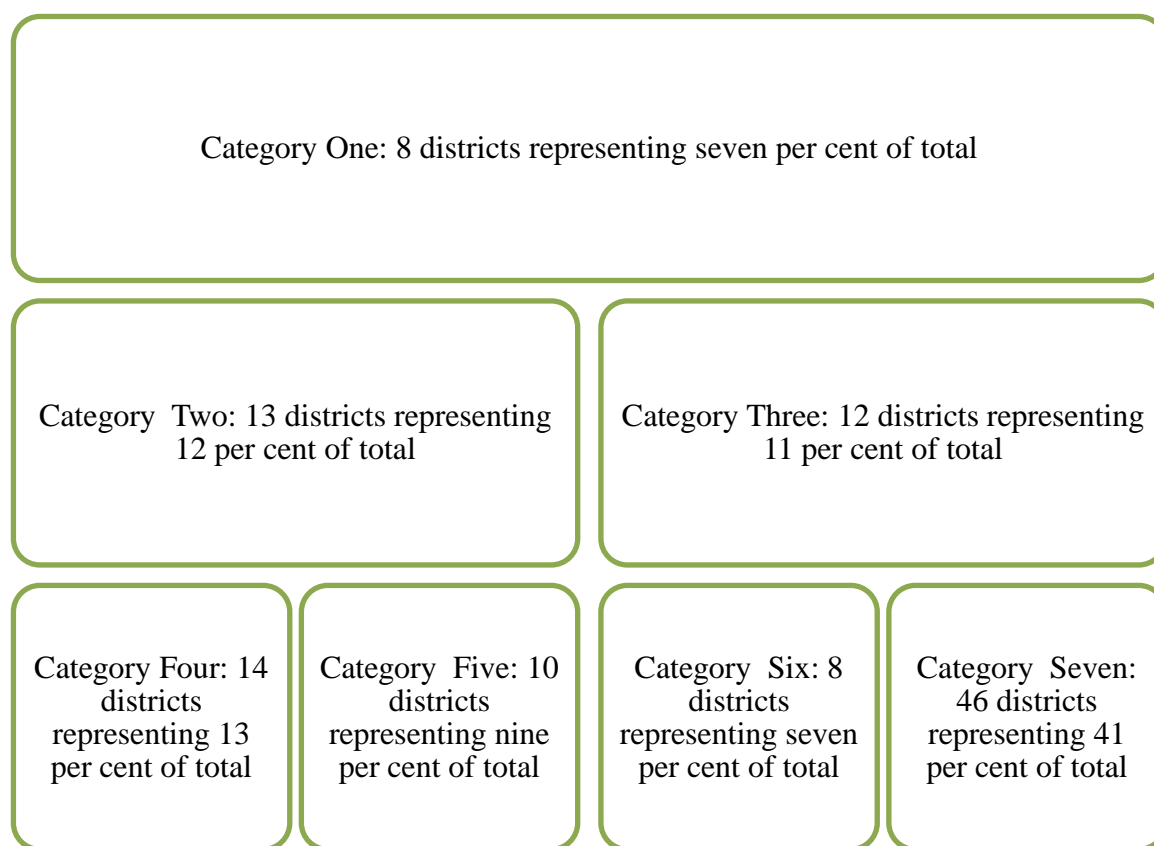 Category One: 8 districts representing seven per cent of total
Category  Two: 13 districts representing
12 per cent of total
Category Three: 12 districts representing
11 per cent of total
Category Four: 14
districts
representing 13
per cent of total
Category  Five: 10
districts
representing nine
per cent of total
Category  Six: 8
districts
representing seven
per cent of total
Category  Seven:
46 districts
representing 41
per cent of total